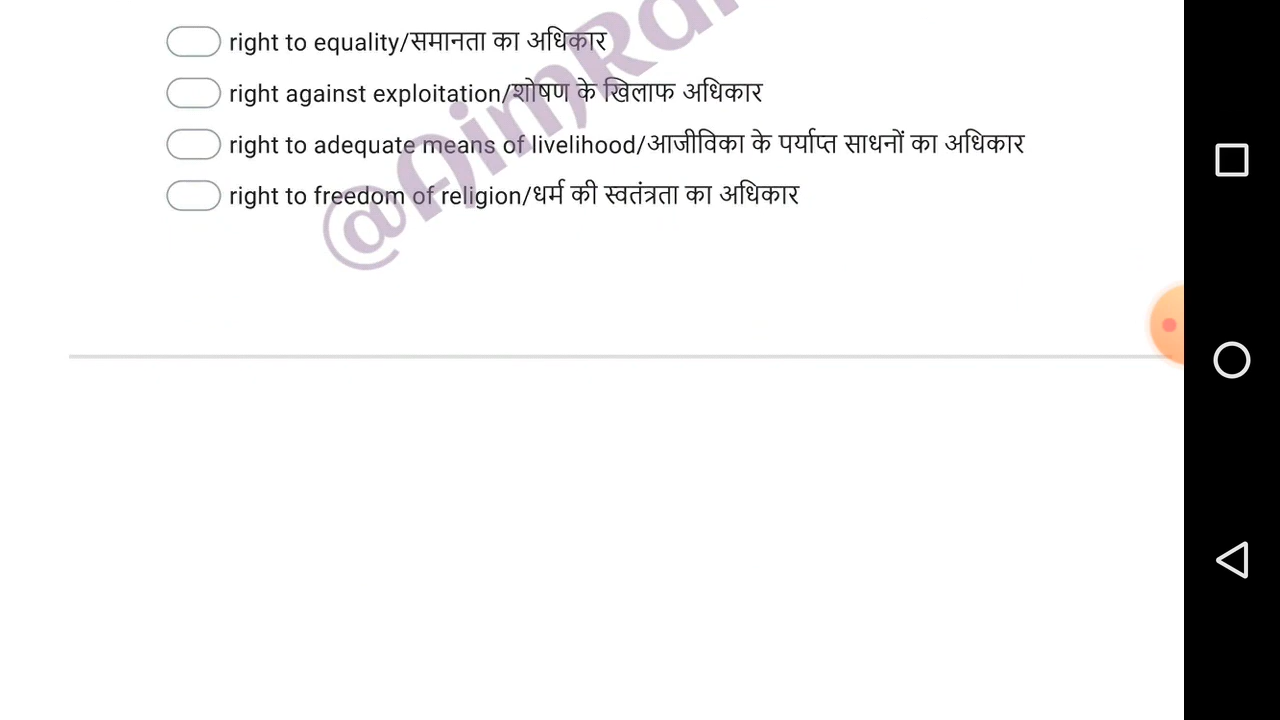 right to equality/समानता का अधिकार
right against exploitation/शोषण के खिलाफ अधिकार
right to adequate means of livelihood/आजीविका के पर्याप्त साधनों का अधिकार
right to freedom of religion/धर्म की स्वतंत्रता का अधिकार